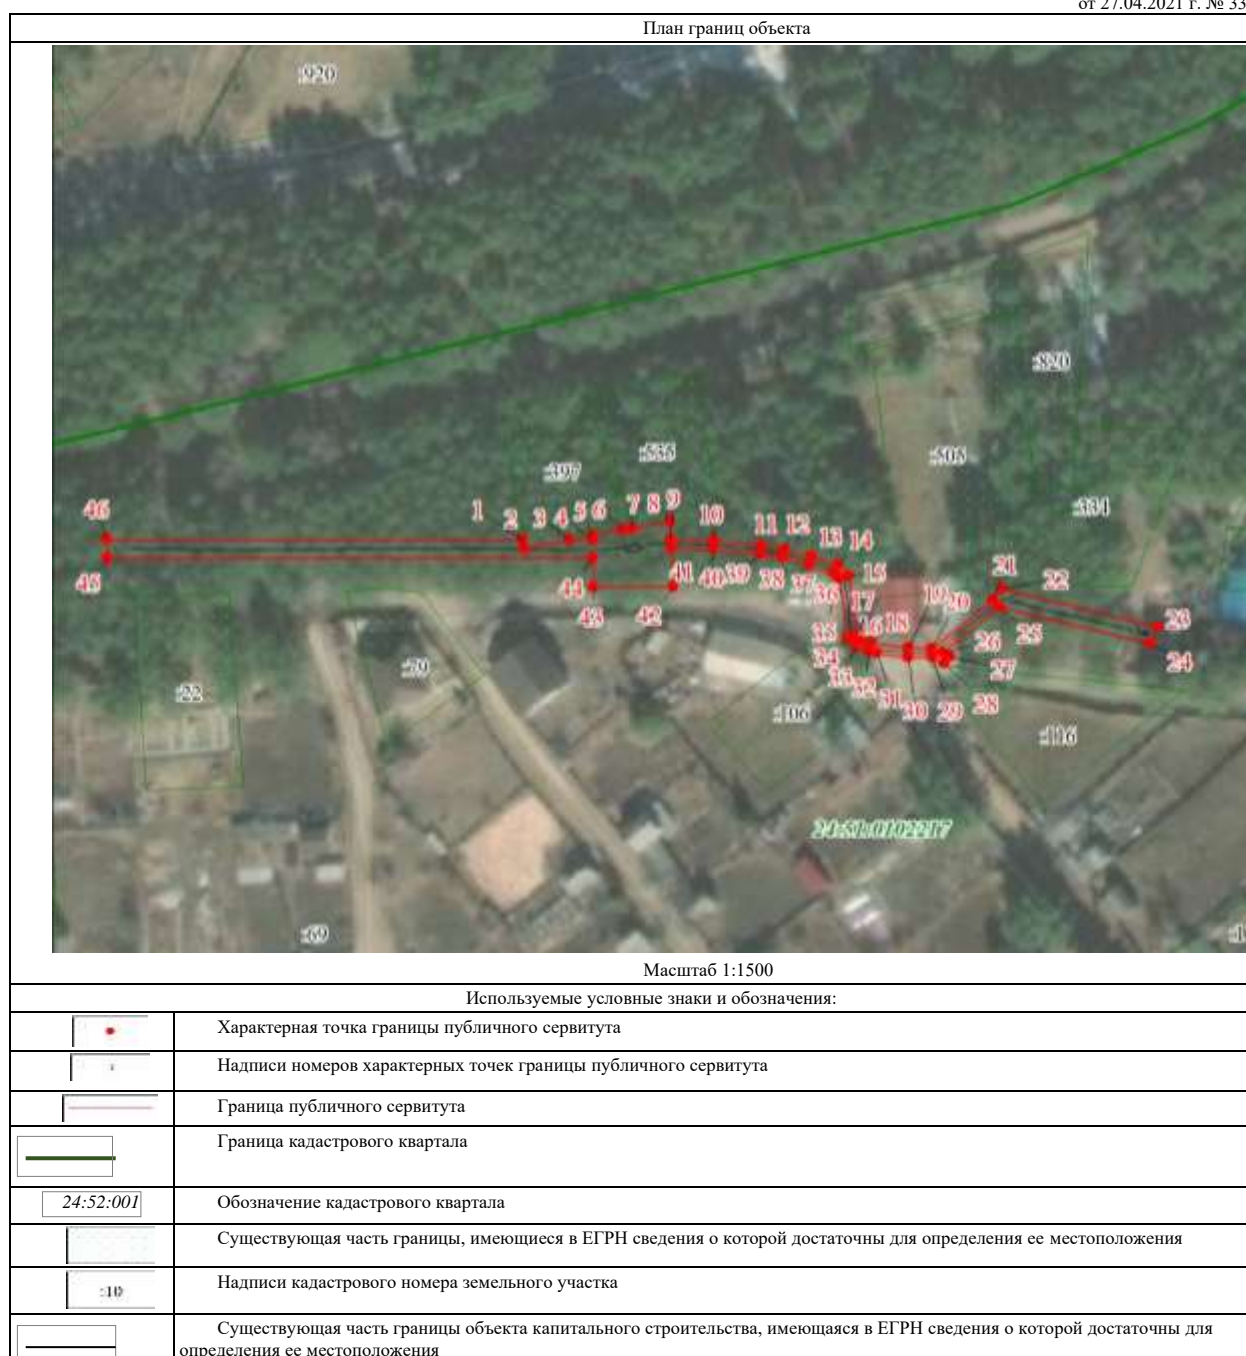 от 27.04.2021 г. № 33
План границ объекта
:920
:820
:535
:397
:505
:334
46 1 2 3 4 5 6 7 8 9 10 11 12 13 14
45 44 41 40 39 38 37 36 15 21 22
43 42 17 19 20
35 16 18 26 25 23
34 27 24
33 32 31 30 29 28
:22
:106
:116
24:51:0102217
:69
Масштаб 1:1500
Используемые условные знаки и обозначения:
Характерная точка границы публичного сервитута
Надписи номеров характерных точек границы публичного сервитута
Граница публичного сервитута
Граница кадастрового квартала
24:52:001 Обозначение кадастрового квартала
Существующая часть границы, имеющиеся в ЕГРН сведения о которой достаточны для определения ее местоположения
:10 Надписи кадастрового номера земельного участка
Существующая часть границы объекта капитального строительства, имеющаяся в ЕГРН сведения о которой достаточны для
определения ее местоположения